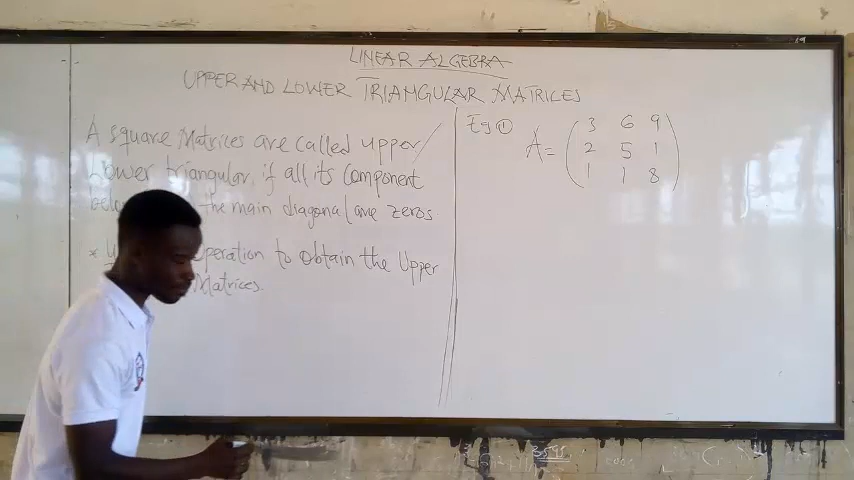 LINEAR ALGEBRA
UPPER AND LOWER TRIANGULAR MATRICES
A square Matrices are called upper/
Lower triangular, if all its Component
the main diagonal are zeros
* operation to obtain the Upper
Matrices.
Eg ①
3 6 9
A = 2 5 1
1 1 8